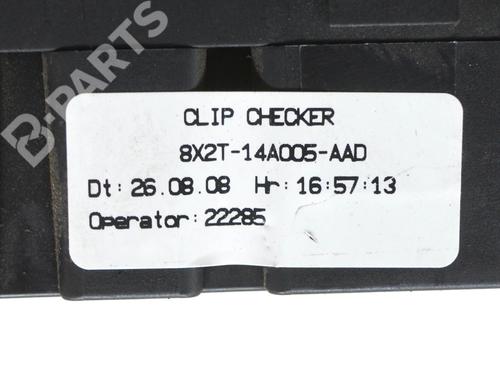 B-PARTS
CLIP CHECKER
8X2T-14A005-AAD
Dt: 26.08.08 Hr: 16:57:13
Operator: 22285